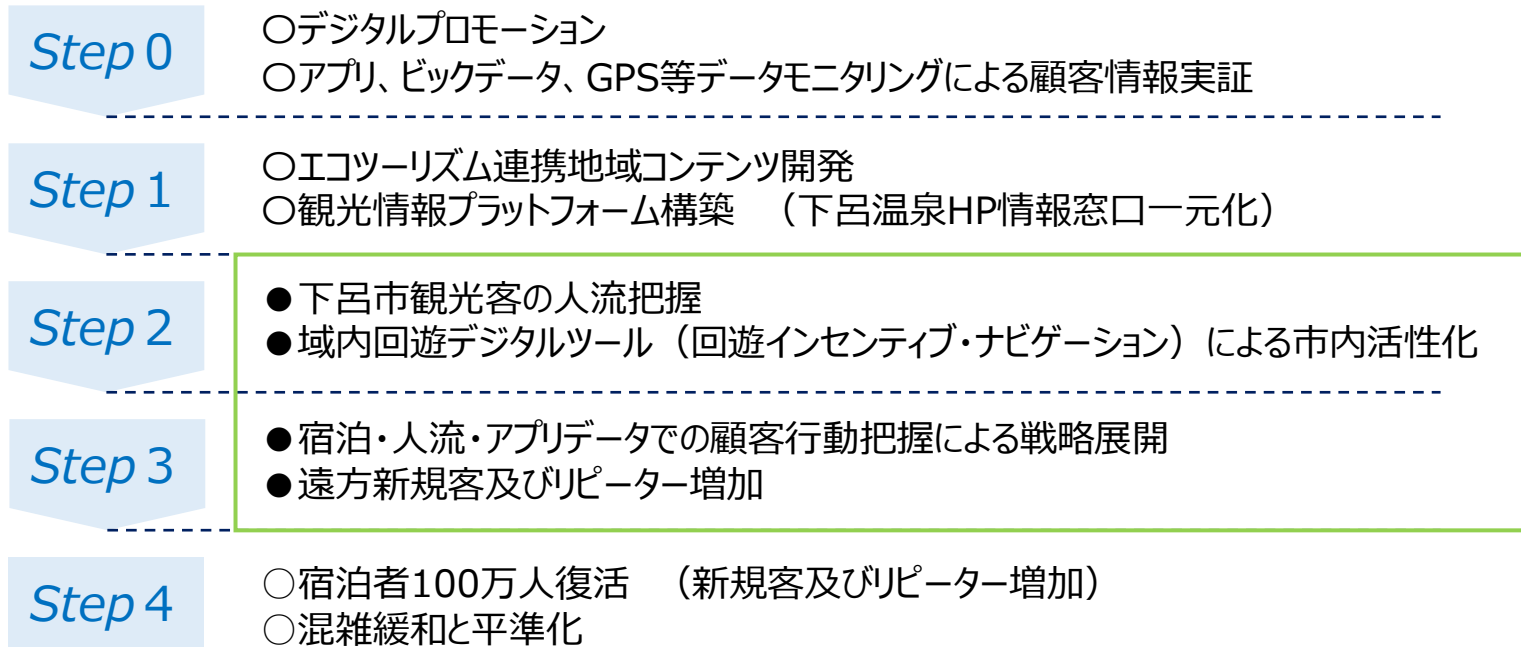 Step 0
〇デジタルプロモーション
〇アプリ、ビックデータ、GPS等データモニタリングによる顧客情報実証
Step 1
〇エコツーリズム連携地域コンテンツ開発
〇観光情報プラットフォーム構築　（下呂温泉HP情報窓口一元化）
Step 2
●下呂市観光客の人流把握
●域内回遊デジタルツール（回遊インセンティブ・ナビゲーション）による市内活性化
Step 3
●宿泊・人流・アプリデータでの顧客行動把握による戦略展開
●遠方新規客及びリピーター増加
Step 4
○宿泊者100万人復活　（新規客及びリピーター増加）
○混雑緩和と平準化